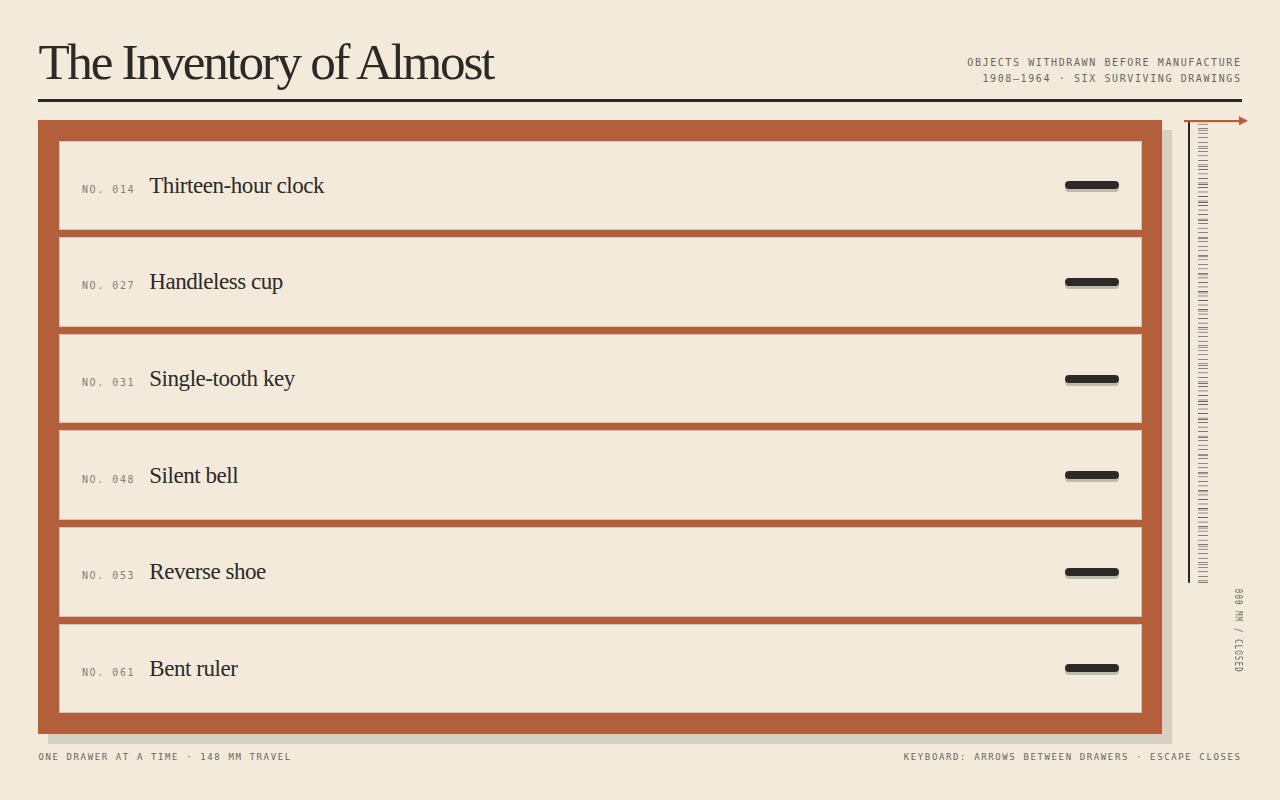 The Inventory of Almost
OBJECTS WITHDRAWN BEFORE MANUFACTURE
1908–1964 · SIX SURVIVING DRAWINGS
NO. 014 Thirteen-hour clock
NO. 027 Handleless cup
NO. 031 Single-tooth key
NO. 048 Silent bell
NO. 053 Reverse shoe
NO. 061 Bent ruler
000 MM / CLOSED
ONE DRAWER AT A TIME · 148 MM TRAVEL
KEYBOARD: ARROWS BETWEEN DRAWERS · ESCAPE CLOSES